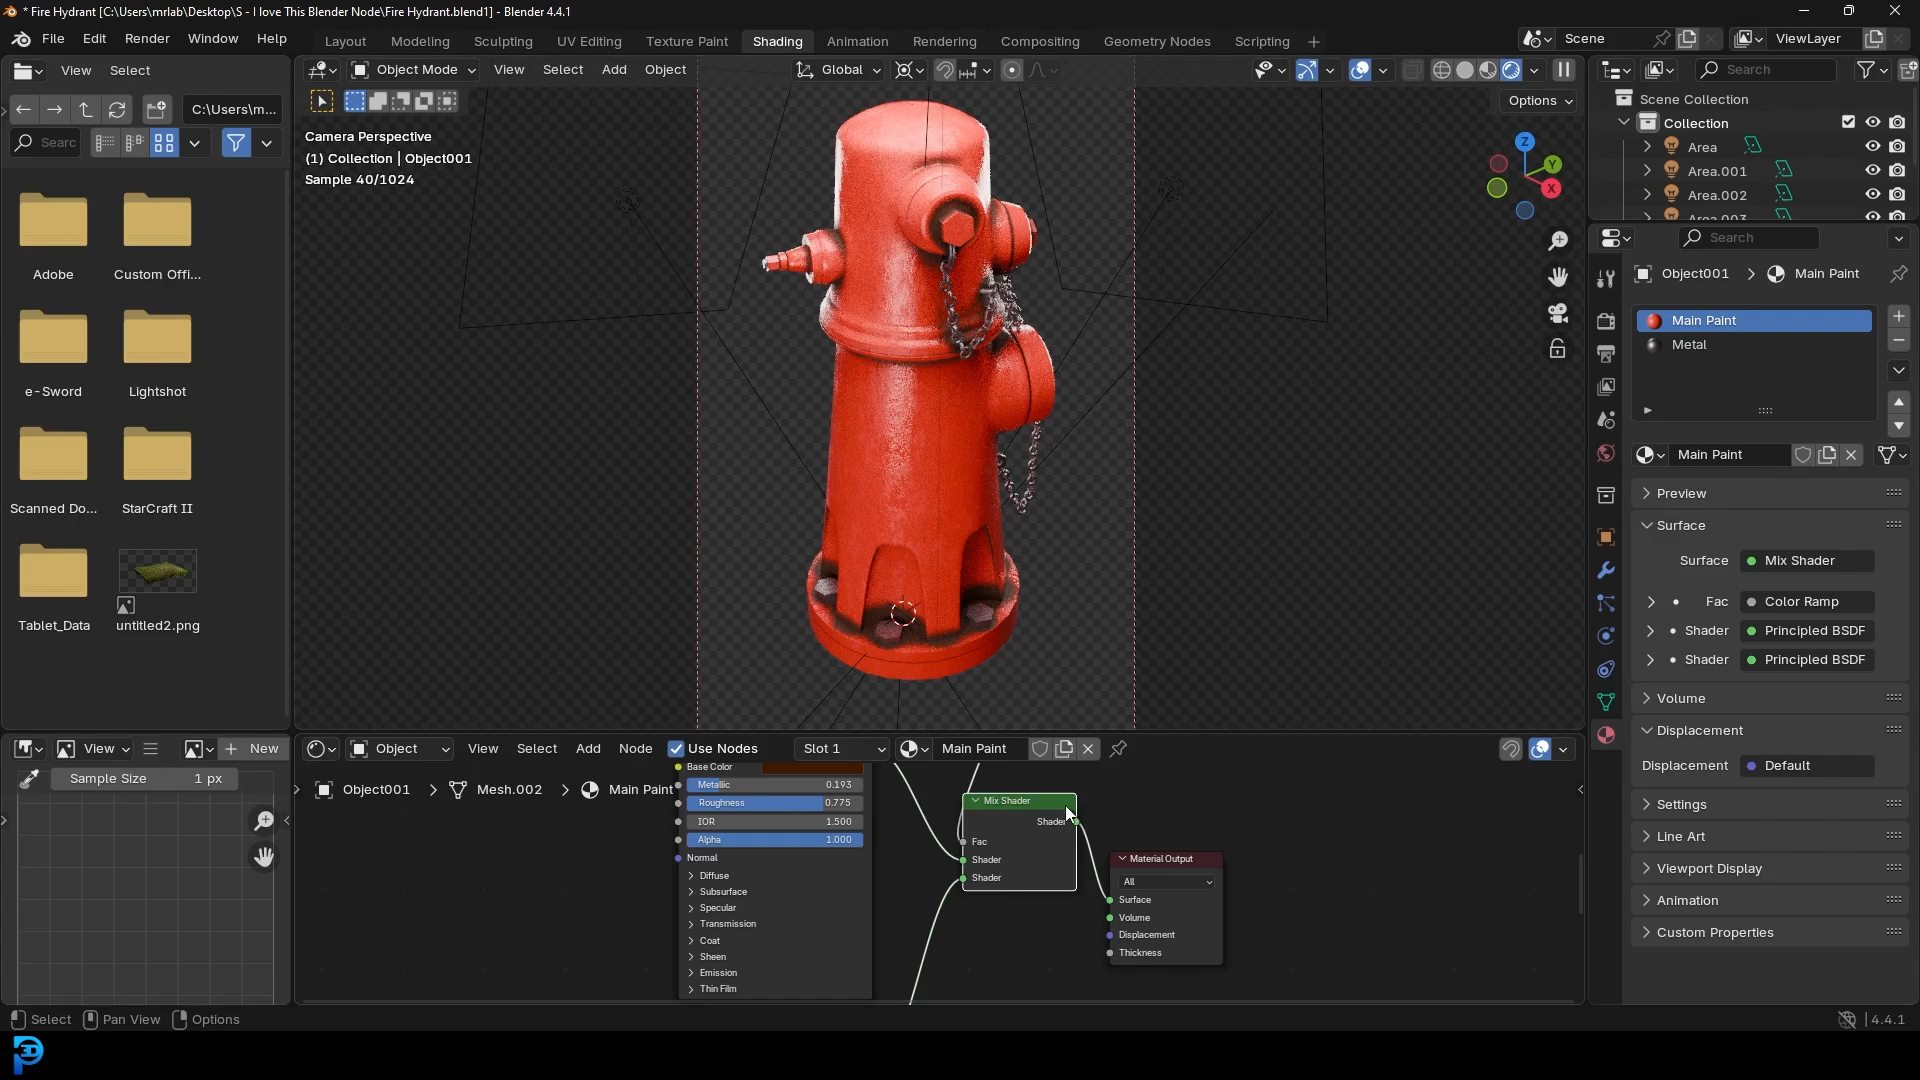 * Fire Hydrant [C:\Users\mrlab\Desktop\S - I love This Blender Node\Fire Hydrant.blend1] - Blender 4.4.1
File Edit Render Window Help
Layout Modeling Sculpting UV Editing Texture Paint Shading Animation Rendering Compositing Geometry Nodes Scripting +
Scene
ViewLayer
View Select
C:\Users\m...
Searc
Adobe
Custom Offi...
e-Sword
Lightshot
Scanned Do...
StarCraft II
Tablet_Data
untitled2.png
Object Mode View Select Add Object
Global
Options
Camera Perspective
(1) Collection | Object001
Sample 40/1024
Z
Y
X
Search
Scene Collection
Collection
Area
Area.001
Area.002
Area.003
Search
Object001 > Main Paint
Main Paint
Metal
Main Paint
Preview
Surface
Surface Mix Shader
Fac Color Ramp
Shader Principled BSDF
Shader Principled BSDF
Volume
Displacement
Displacement Default
Settings
Line Art
Viewport Display
Animation
Custom Properties
View
New
Sample Size 1 px
Object View Select Add Node Use Nodes Slot 1 Main Paint
Object001 > Mesh.002 > Main Paint
Base Color
Metallic 0.193
Roughness 0.775
IOR 1.500
Alpha 1.000
Normal
Diffuse
Subsurface
Specular
Transmission
Coat
Sheen
Emission
Thin Film
Mix Shader
Shader
Fac
Shader
Shader
Material Output
All
Surface
Volume
Displacement
Thickness
Select Pan View Options
4.4.1
3D